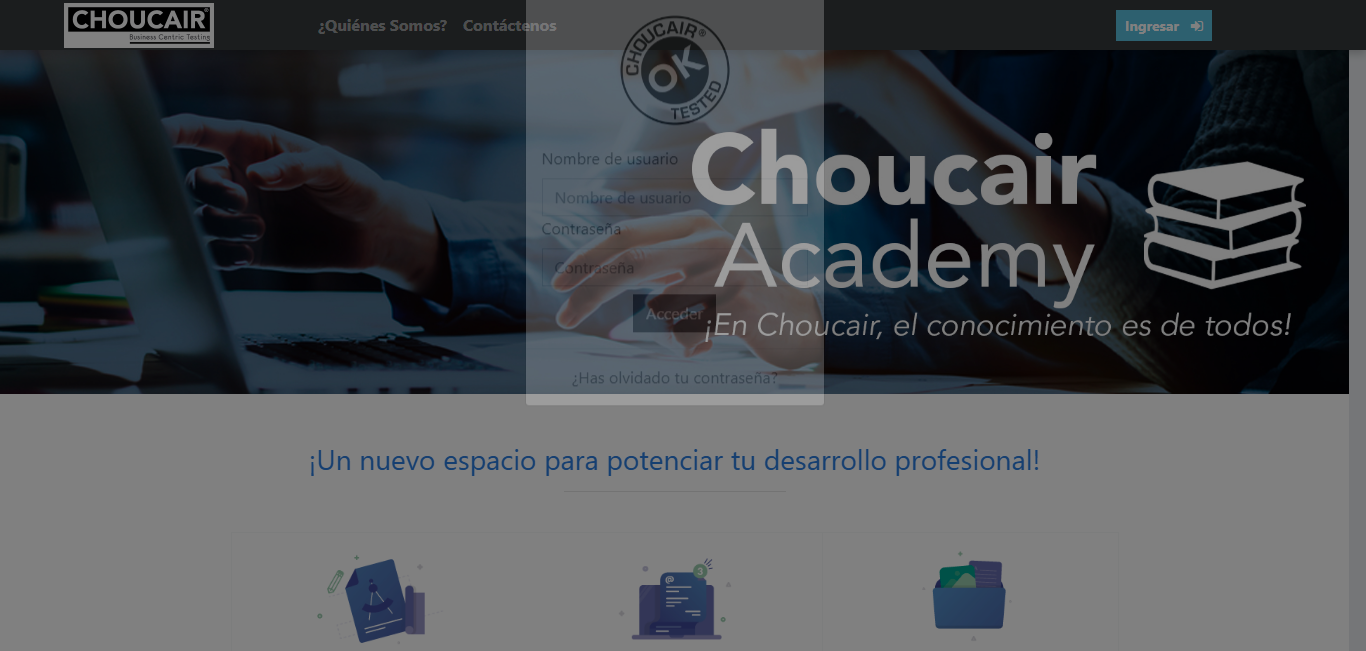 CHOUCAIR®
Business Centric Testing
¿Quiénes Somos?
Contáctenos
Ingresar
CHOUCAIR®
OK
TESTED
Nombre de usuario
Nombre de usuario
Contraseña
Contraseña
Acceder
¿Has olvidado tu contraseña?
Choucair
Academy
¡En Choucair, el conocimiento es de todos!
¡Un nuevo espacio para potenciar tu desarrollo profesional!
@
3